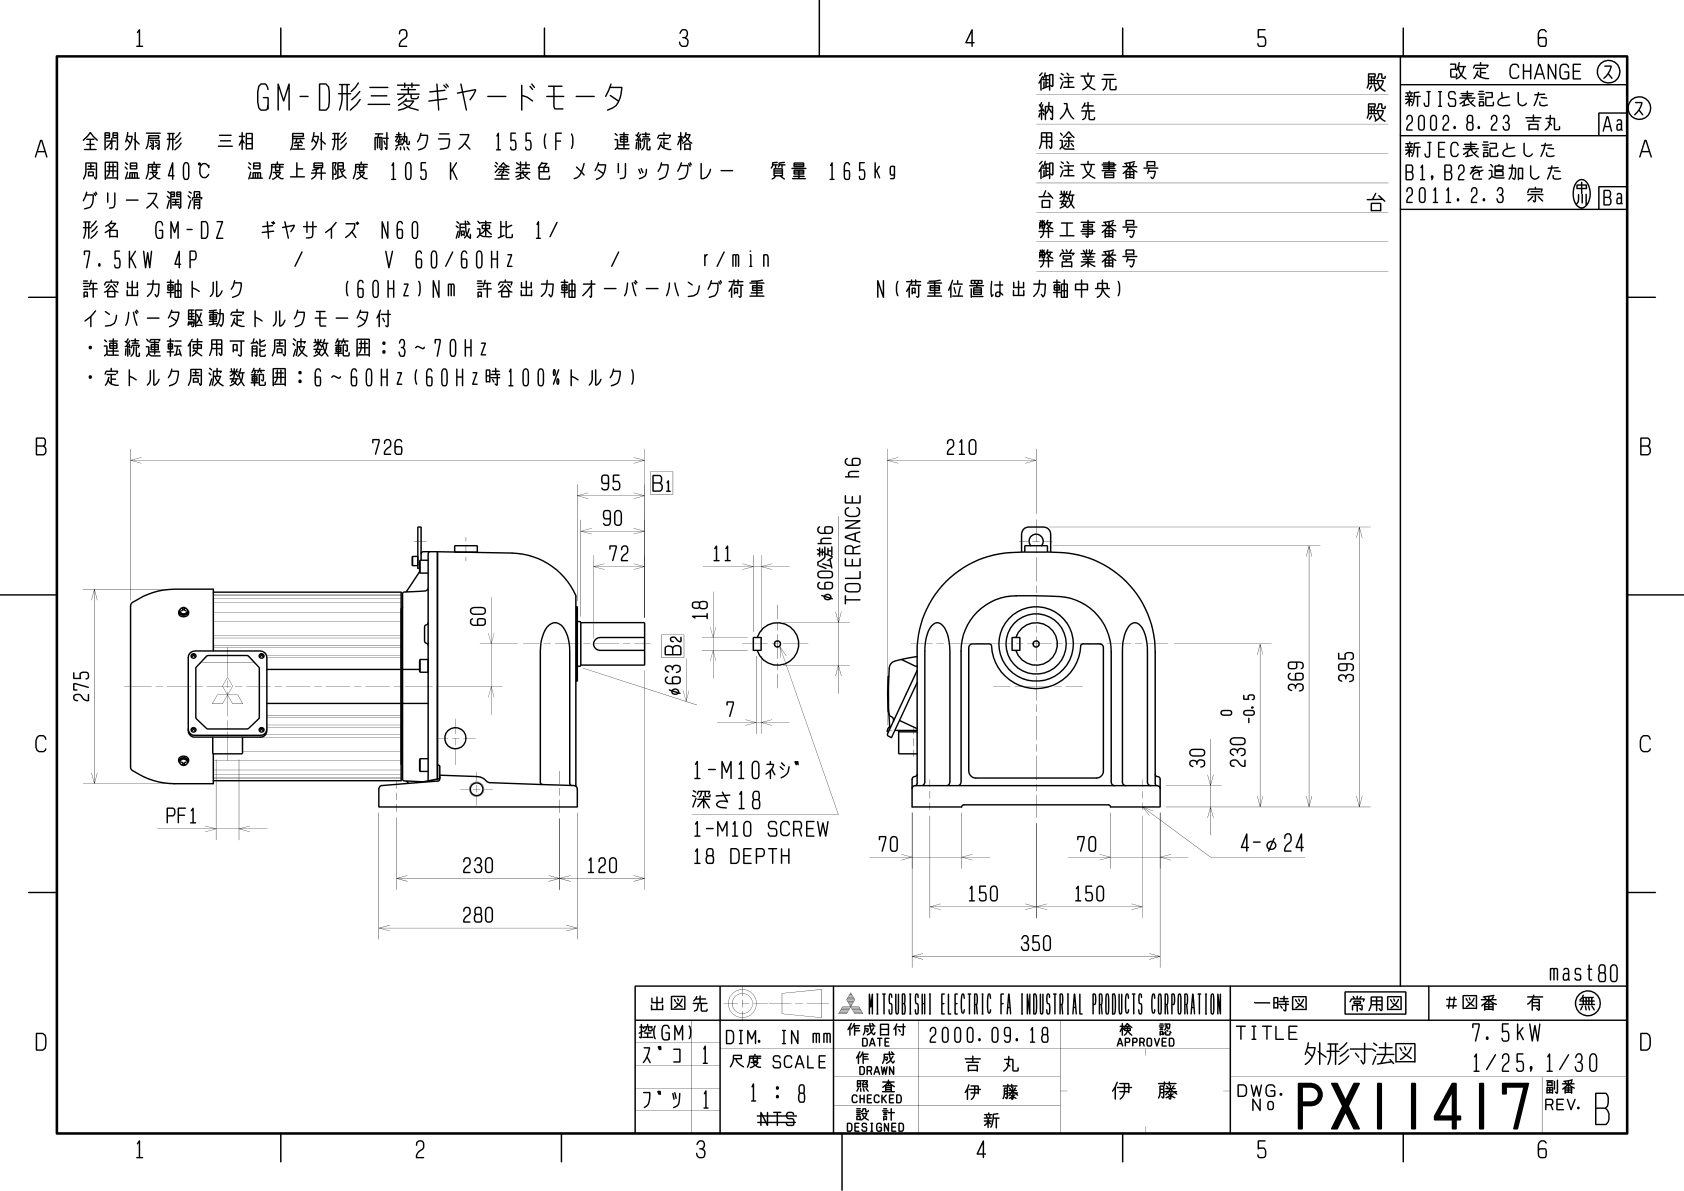 1 2 3 4 5 6
GM-D形三菱ギヤードモータ
全閉外扇形 三相 屋外形 耐熱クラス 155(F) 連続定格
周囲温度40℃ 温度上昇限度 105 K 塗装色 メタリックグレー 質量 165kg
グリース潤滑
形名 GM-DZ ギヤサイズ N60 減速比 1/
7.5KW 4P / V 60/60Hz / r/min
許容出力軸トルク (60Hz)Nm 許容出力軸オーバーハング荷重 N(荷重位置は出力軸中央)
インバータ駆動定トルクモータ付
・連続運転使用可能周波数範囲：3~70Hz
・定トルク周波数範囲：6~60Hz(60Hz時100%トルク)
御注文元 殿
納入先 殿
用途
御注文書番号
台数 台
弊工事番号
弊営業番号
改定 CHANGE ス
新JIS表記とした
2002.8.23 吉丸 Aa
新JEC表記とした
B1,B2を追加した
2011.2.3 宗 中川 Ba
ス
A A
B B
C C
D D
726
95 B1
90
72
60
275
PF1
230 120
280
φ63 B2
11
18
7
φ60公差h6
TOLERANCE h6
1-M10ネジ
深さ18
1-M10 SCREW
18 DEPTH
210
395
369
230 0 -0.5
30
4-φ24
70 70
150 150
350
mast80
出図先
控(GM)
ズコ 1
ブツ 1
DIM. IN mm
尺度 SCALE
1 : 8
NTS
MITSUBISHI ELECTRIC FA INDUSTRIAL PRODUCTS CORPORATION
作成日付 DATE 2000.09.18
作成 DRAWN 吉丸
照査 CHECKED 伊藤
設計 DESIGNED 新
検認 APPROVED
伊藤
一時図 常用図 #図番 有 無
TITLE
外形寸法図
7.5kW
1/25,1/30
DWG. No PX11417
副番 REV. B
1 2 3 4 5 6